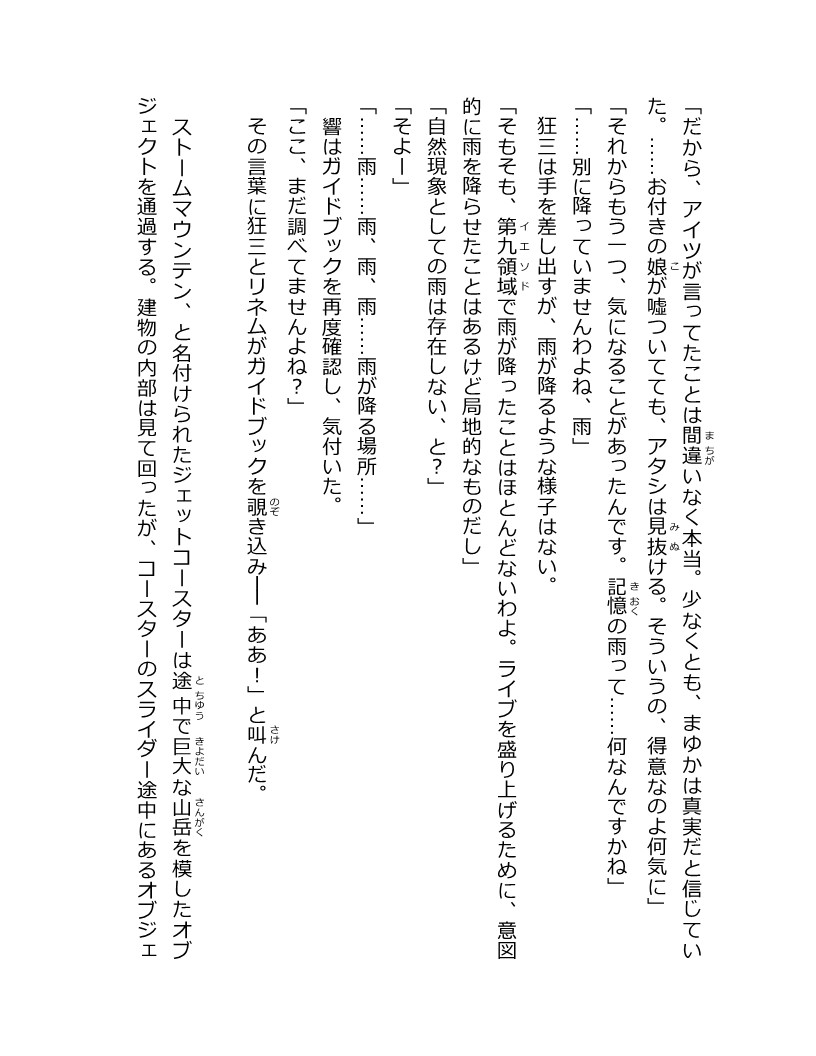 「だから、アイツが言ってたことは間違いなく本当。少なくとも、まゆかは真実だと信じてい
た。……お付きの娘が嘘ついてても、アタシは見抜ける。そういうの、得意なのよ何気に」
「それからもう一つ、気になることがあったんです。記憶の雨って……何なんですかね」
「……別に降っていませんわよね、雨」
狂三は手を差し出すが、雨が降るような様子はない。
「そもそも、第九領域で雨が降ったことはほとんどないわよ。ライブを盛り上げるために、意図
的に雨を降らせたことはあるけど局地的なものだし」
「自然現象としての雨は存在しない、と?」
「そよー」
「……雨……雨、雨、雨……雨が降る場所……」
響はガイドブックを再度確認し、気付いた。
「ここ、まだ調べてませんよね?」
その言葉に狂三とリネムがガイドブックを覗き込み──「ああ!」と叫んだ。
ストームマウンテン、と名付けられたジェットコースターは途中で巨大な山岳を模したオブ
ジェクトを通過する。建物の内部は見て回ったが、コースターのスライダー途中にあるオブジェ